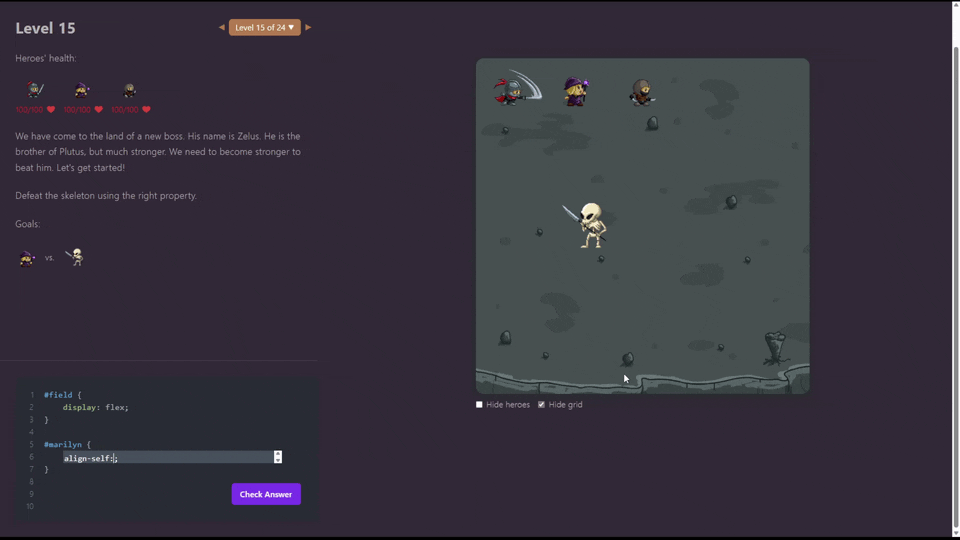 Level 15
◀ Level 15 of 24 ▼ ▶
Heroes' health:
100/100 100/100 100/100
We have come to the land of a new boss. His name is Zelus. He is the
brother of Plutus, but much stronger. We need to become stronger to
beat him. Let's get started!
Defeat the skeleton using the right property.
Goals:
vs.
Hide heroes Hide grid
1 #field {
2 display: flex;
3 }
4
5 #marilyn {
6 align-self:;
7 }
8
9
10
Check Answer